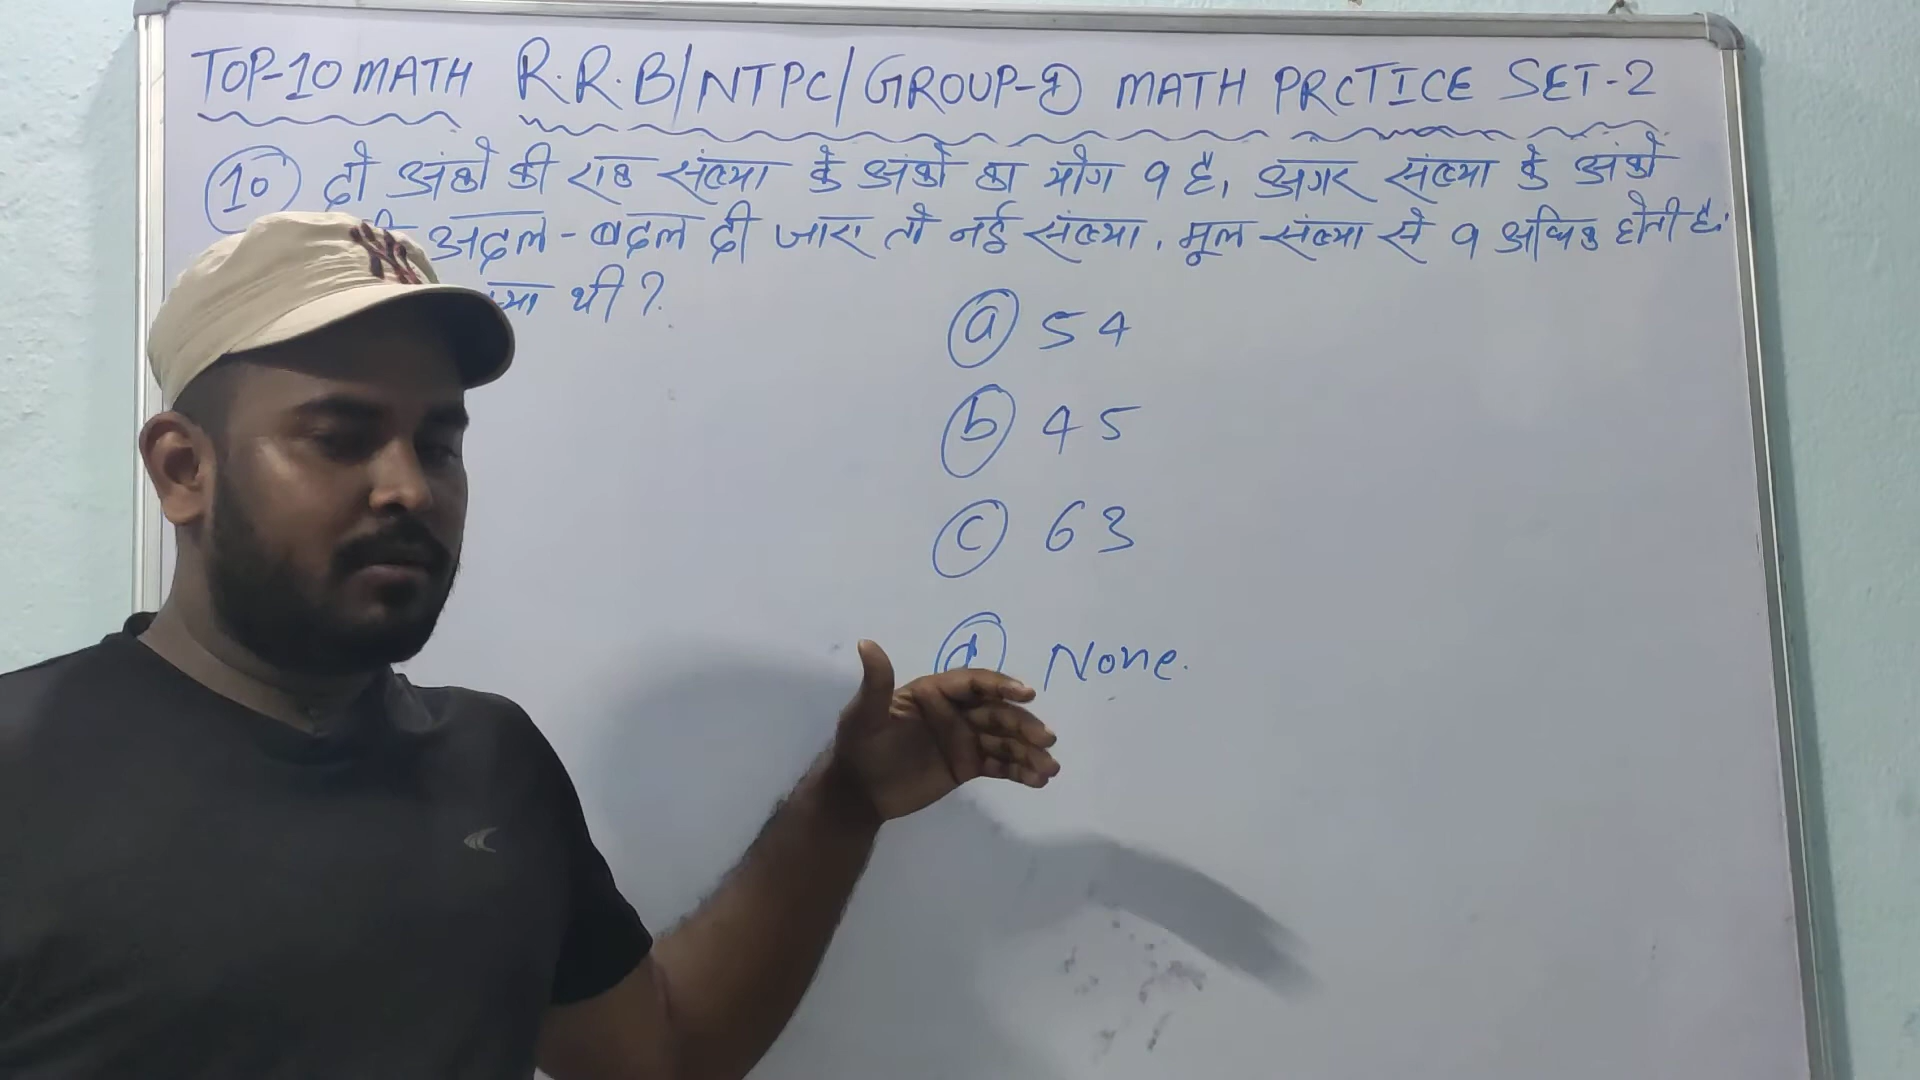 TOP-10 MATH R.R.B/NTPC/GROUP-D MATH PRCTICE SET-2
(10) दो अंको की एक संख्या के अंको का योग 9 है, अगर संख्या के अंको
अदल-बदल दी जाए तो नई संख्या, मूल संख्या से 9 अधिक होती है।
थी ?
(a) 54
(b) 45
(c) 63
(d) None.